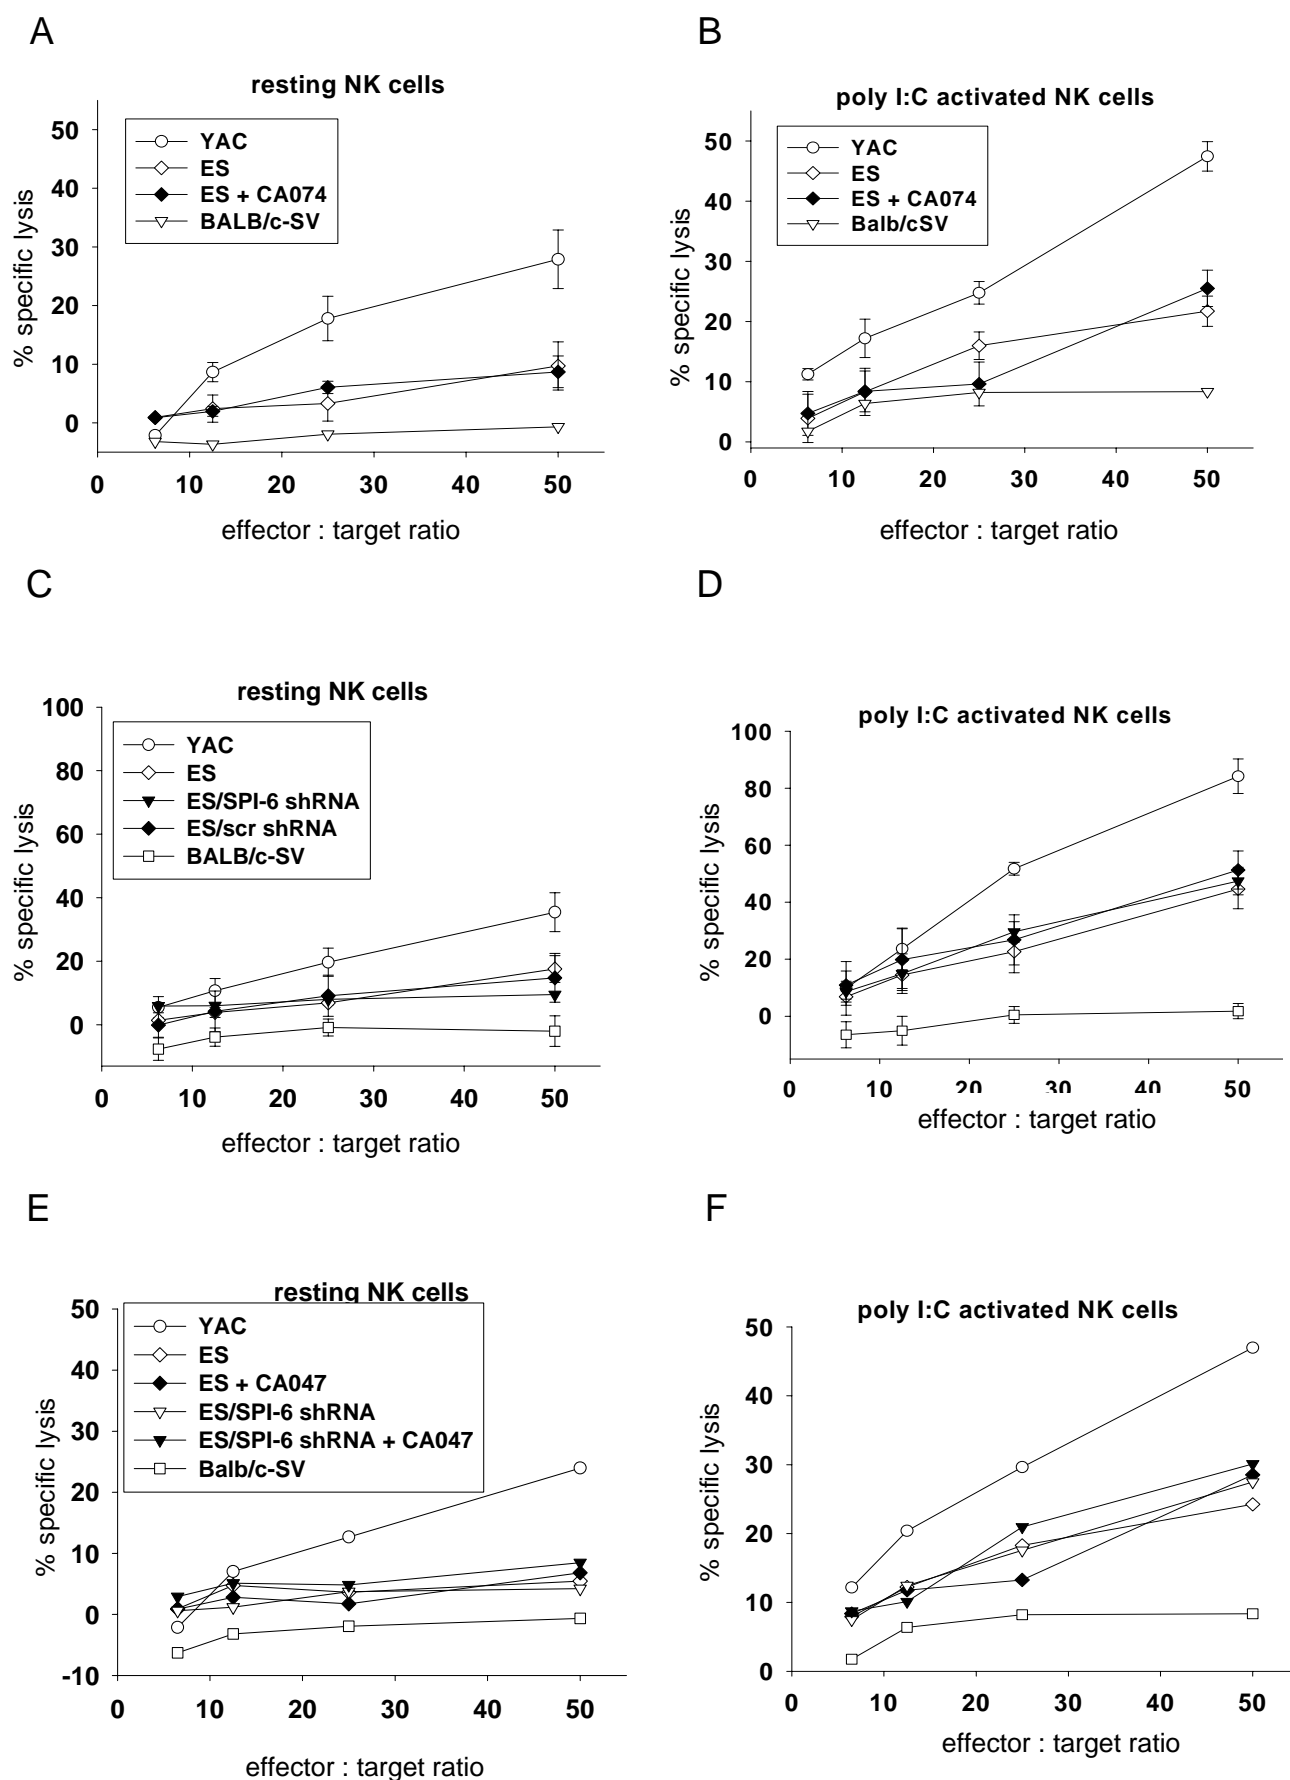 A
resting NK cells
50
40
30
20
10
0
% specific lysis
YAC
ES
ES + CA074
BALB/c-SV
0 10 20 30 40 50
effector : target ratio
B
poly I:C activated NK cells
50
40
30
20
10
0
% specific lysis
YAC
ES
ES + CA074
Balb/cSV
0 10 20 30 40 50
effector : target ratio
C
resting NK cells
100
80
60
40
20
0
% specific lysis
YAC
ES
ES/SPI-6 shRNA
ES/scr shRNA
BALB/c-SV
0 10 20 30 40 50
effector : target ratio
D
poly I:C activated NK cells
100
80
60
40
20
0
% specific lysis
0 10 20 30 40 50
effector : target ratio
E
resting NK cells
50
40
30
20
10
0
-10
% specific lysis
YAC
ES
ES + CA047
ES/SPI-6 shRNA
ES/SPI-6 shRNA + CA047
Balb/c-SV
0 10 20 30 40 50
effector : target ratio
F
poly I:C activated NK cells
50
40
30
20
10
0
% specific lysis
0 10 20 30 40 50
effector : target ratio